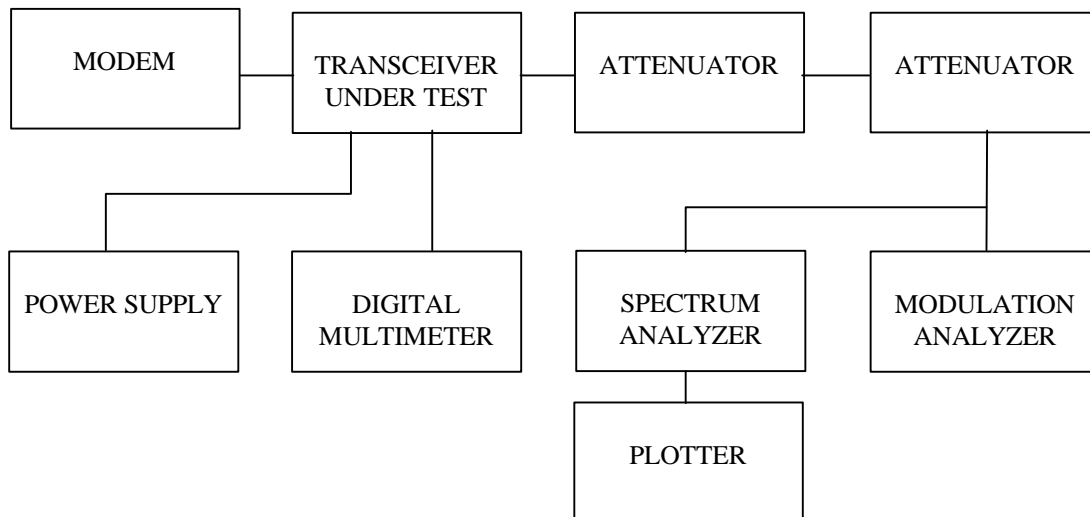 MODEM
TRANSCEIVER
UNDER TEST
ATTENUATOR
ATTENUATOR
POWER SUPPLY
DIGITAL
MULTIMETER
SPECTRUM
ANALYZER
MODULATION
ANALYZER
PLOTTER